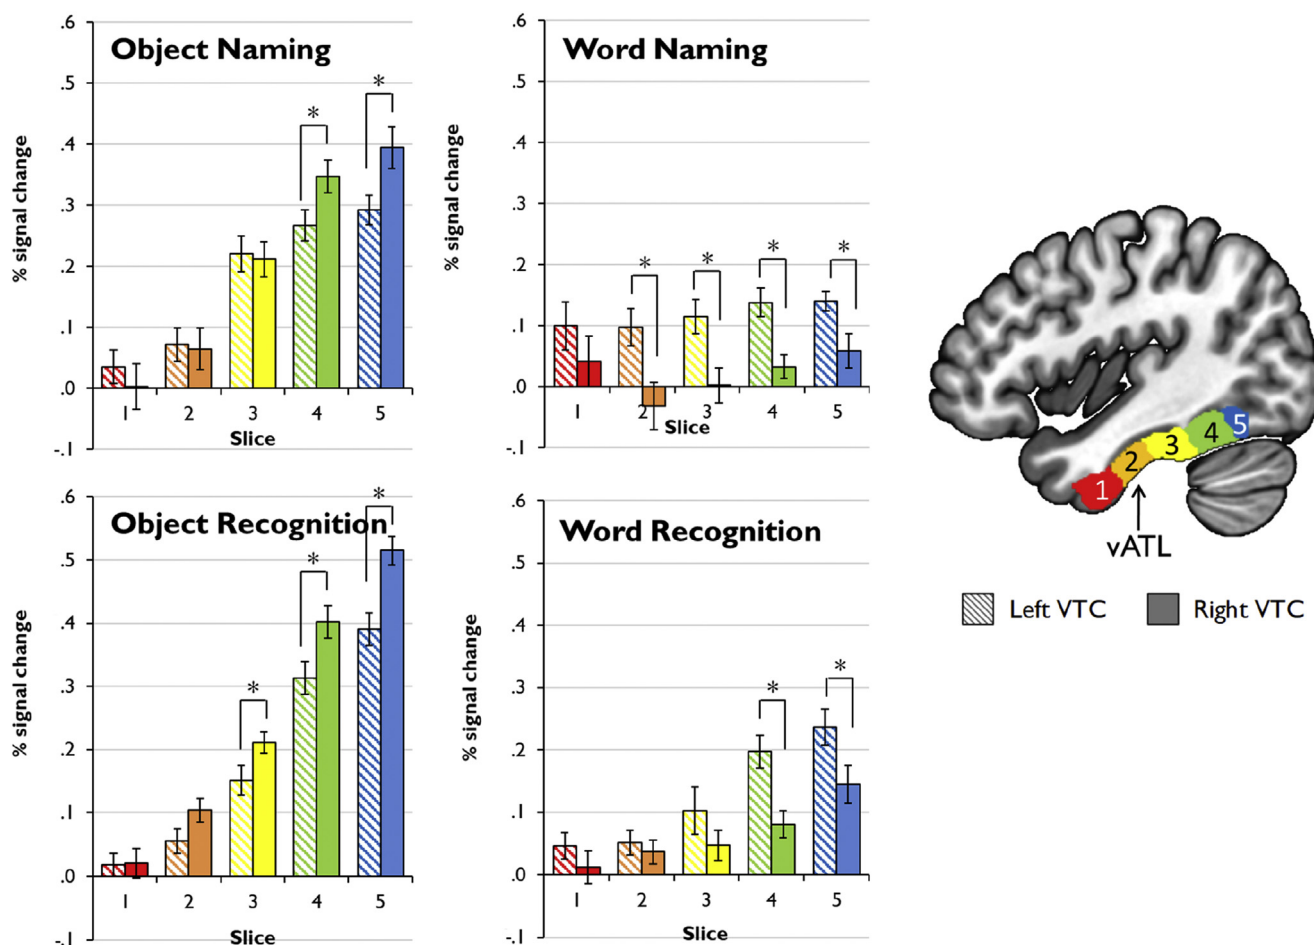 Object Naming
% signal change
.6
.5
.4
.3
.2
.1
.0
-.1
*
*
1 2 3 4 5
Slice
Word Naming
% signal change
.6
.5
.4
.3
.2
.1
.0
-.1
*
*
*
*
1 2 3 4 5
Slice
Object Recognition
% signal change
.6
.5
.4
.3
.2
.1
.0
-.1
*
*
*
1 2 3 4 5
Slice
Word Recognition
% signal change
.6
.5
.4
.3
.2
.1
.0
-.1
*
*
1 2 3 4 5
Slice
1 2 3 4 5
vATL
Left VTC
Right VTC